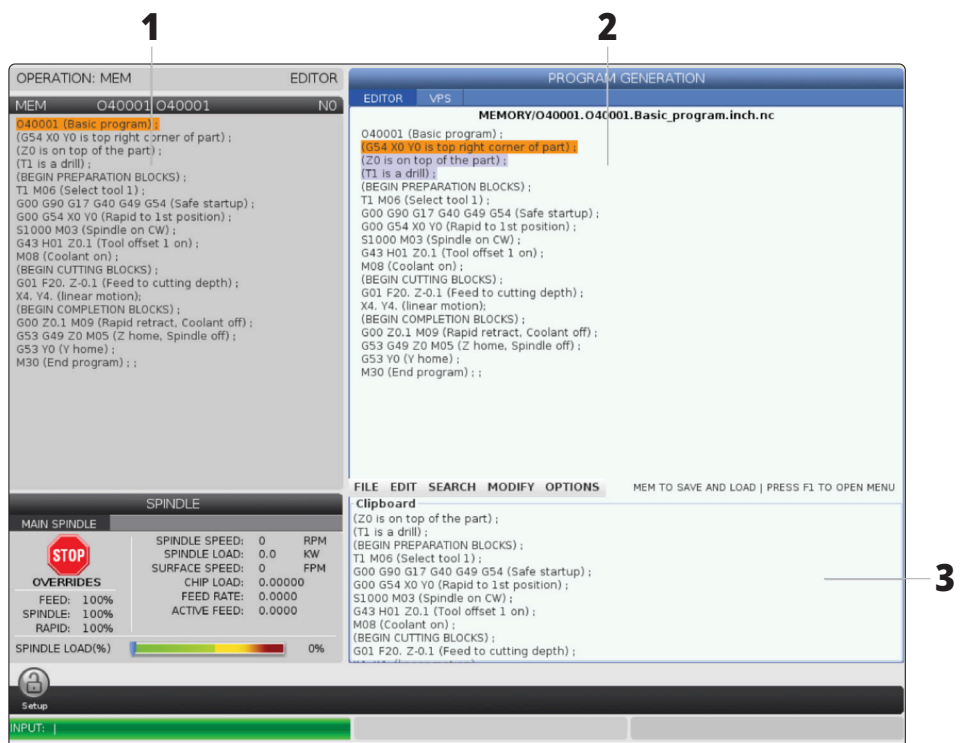 1
2
OPERATION: MEM EDITOR
MEM O40001 O40001 N0
O40001 (Basic program) ;
(G54 X0 Y0 is top right corner of part) ;
(Z0 is on top of the part) ;
(T1 is a drill) ;
(BEGIN PREPARATION BLOCKS) ;
T1 M06 (Select tool 1) ;
G00 G90 G17 G40 G49 G54 (Safe startup) ;
G00 G54 X0 Y0 (Rapid to 1st position) ;
S1000 M03 (Spindle on CW) ;
G43 H01 Z0.1 (Tool offset 1 on) ;
M08 (Coolant on) ;
(BEGIN CUTTING BLOCKS) ;
G01 F20. Z-0.1 (Feed to cutting depth) ;
X4. Y4. (linear motion);
(BEGIN COMPLETION BLOCKS) ;
G00 Z0.1 M09 (Rapid retract, Coolant off) ;
G53 G49 Z0 M05 (Z home, Spindle off) ;
G53 Y0 (Y home) ;
M30 (End program) ; ;
PROGRAM GENERATION
EDITOR VPS
MEMORY/O40001.O40001.Basic_program.inch.nc
O40001 (Basic program) ;
(G54 X0 Y0 is top right corner of part) ;
(Z0 is on top of the part) ;
(T1 is a drill) ;
(BEGIN PREPARATION BLOCKS) ;
T1 M06 (Select tool 1) ;
G00 G90 G17 G40 G49 G54 (Safe startup) ;
G00 G54 X0 Y0 (Rapid to 1st position) ;
S1000 M03 (Spindle on CW) ;
G43 H01 Z0.1 (Tool offset 1 on) ;
M08 (Coolant on) ;
(BEGIN CUTTING BLOCKS) ;
G01 F20. Z-0.1 (Feed to cutting depth) ;
X4. Y4. (linear motion);
(BEGIN COMPLETION BLOCKS) ;
G00 Z0.1 M09 (Rapid retract, Coolant off) ;
G53 G49 Z0 M05 (Z home, Spindle off) ;
G53 Y0 (Y home) ;
M30 (End program) ; ;
FILE EDIT SEARCH MODIFY OPTIONS MEM TO SAVE AND LOAD | PRESS F1 TO OPEN MENU
Clipboard
(Z0 is on top of the part) ;
(T1 is a drill) ;
(BEGIN PREPARATION BLOCKS) ;
T1 M06 (Select tool 1) ;
G00 G90 G17 G40 G49 G54 (Safe startup) ;
G00 G54 X0 Y0 (Rapid to 1st position) ;
S1000 M03 (Spindle on CW) ;
G43 H01 Z0.1 (Tool offset 1 on) ;
M08 (Coolant on) ;
(BEGIN CUTTING BLOCKS) ;
G01 F20. Z-0.1 (Feed to cutting depth) ;
3
SPINDLE
MAIN SPINDLE
STOP
OVERRIDES
FEED: 100%
SPINDLE: 100%
RAPID: 100%
SPINDLE SPEED: 0 RPM
SPINDLE LOAD: 0.0 KW
SURFACE SPEED: 0 FPM
CHIP LOAD: 0.00000
FEED RATE: 0.0000
ACTIVE FEED: 0.0000
SPINDLE LOAD(%) 0%
Setup
INPUT: |